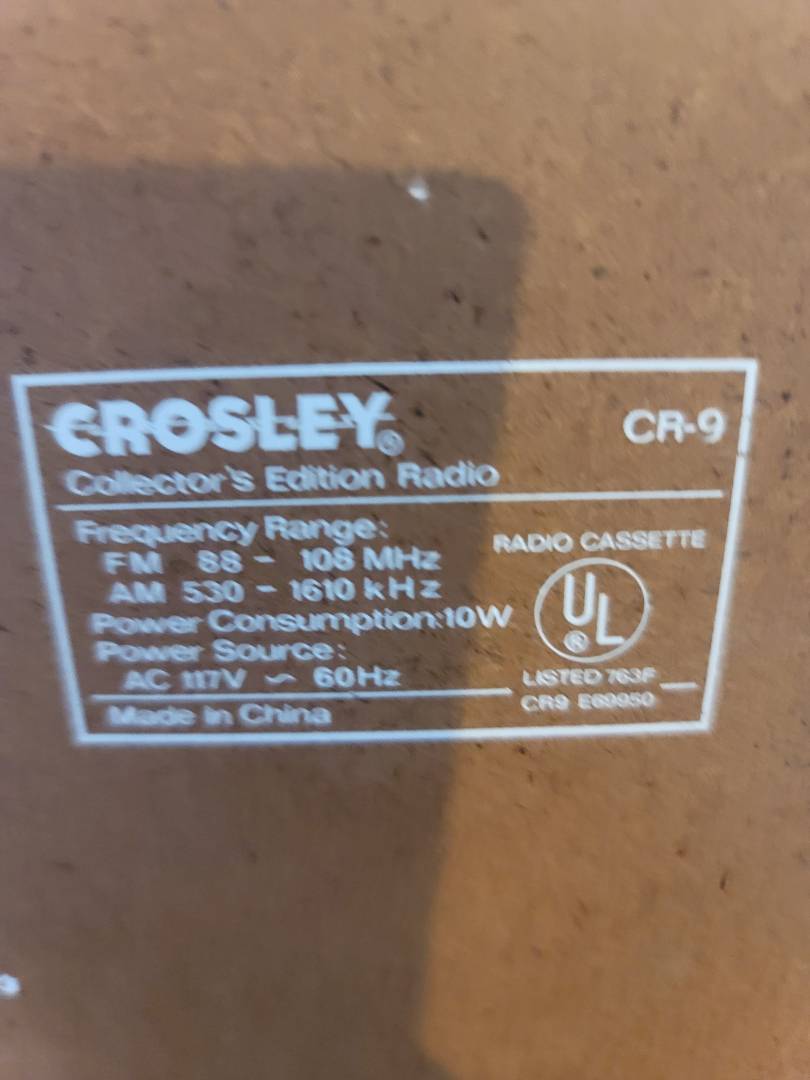 CROSLEY® CR-9
Collector's Edition Radio
Frequency Range:
FM 88 - 108 MHz
AM 530 - 1610 kHz
Power Consumption:10W
Power Source:
AC 117V ~ 60Hz
Made in China
RADIO CASSETTE
UL®
LISTED 763F
CR9 E69950